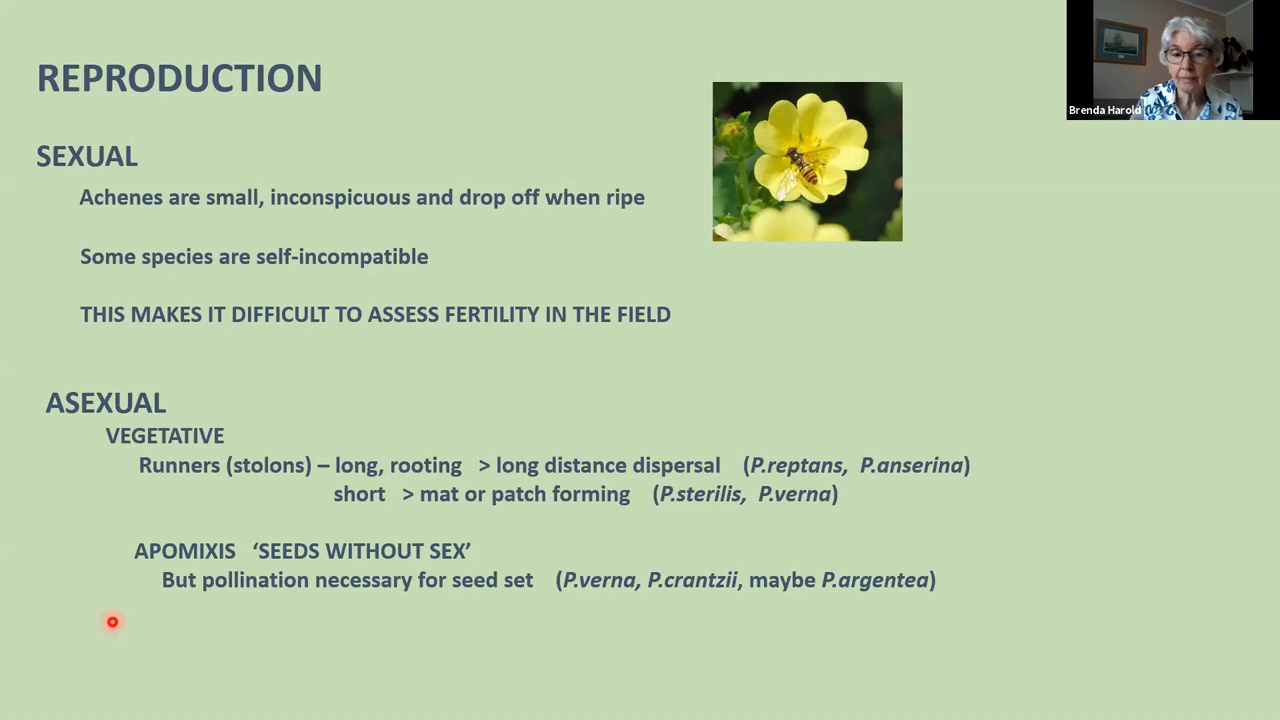 REPRODUCTION
Brenda Harold
SEXUAL
Achenes are small, inconspicuous and drop off when ripe
Some species are self-incompatible
THIS MAKES IT DIFFICULT TO ASSESS FERTILITY IN THE FIELD
ASEXUAL
VEGETATIVE
Runners (stolons) – long, rooting > long distance dispersal (P.reptans, P.anserina)
short > mat or patch forming (P.sterilis, P.verna)
APOMIXIS ‘SEEDS WITHOUT SEX’
But pollination necessary for seed set (P.verna, P.crantzii, maybe P.argentea)